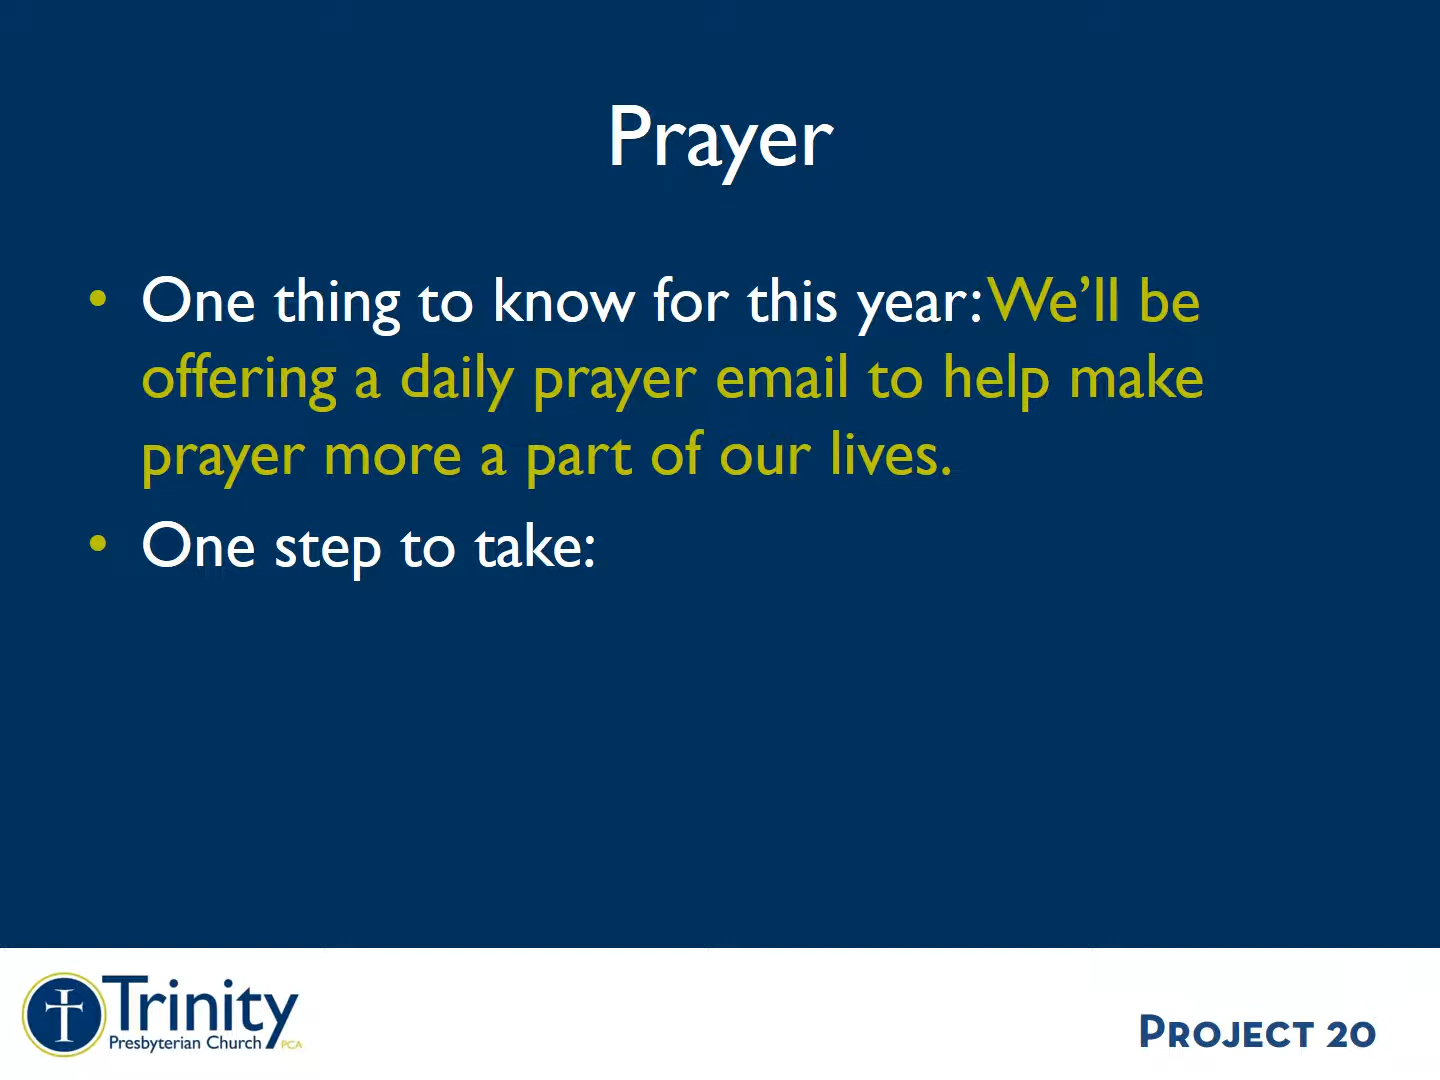 Prayer
• One thing to know for this year: We’ll be
offering a daily prayer email to help make
prayer more a part of our lives.
• One step to take:
Trinity
Presbyterian Church PCA
PROJECT 20